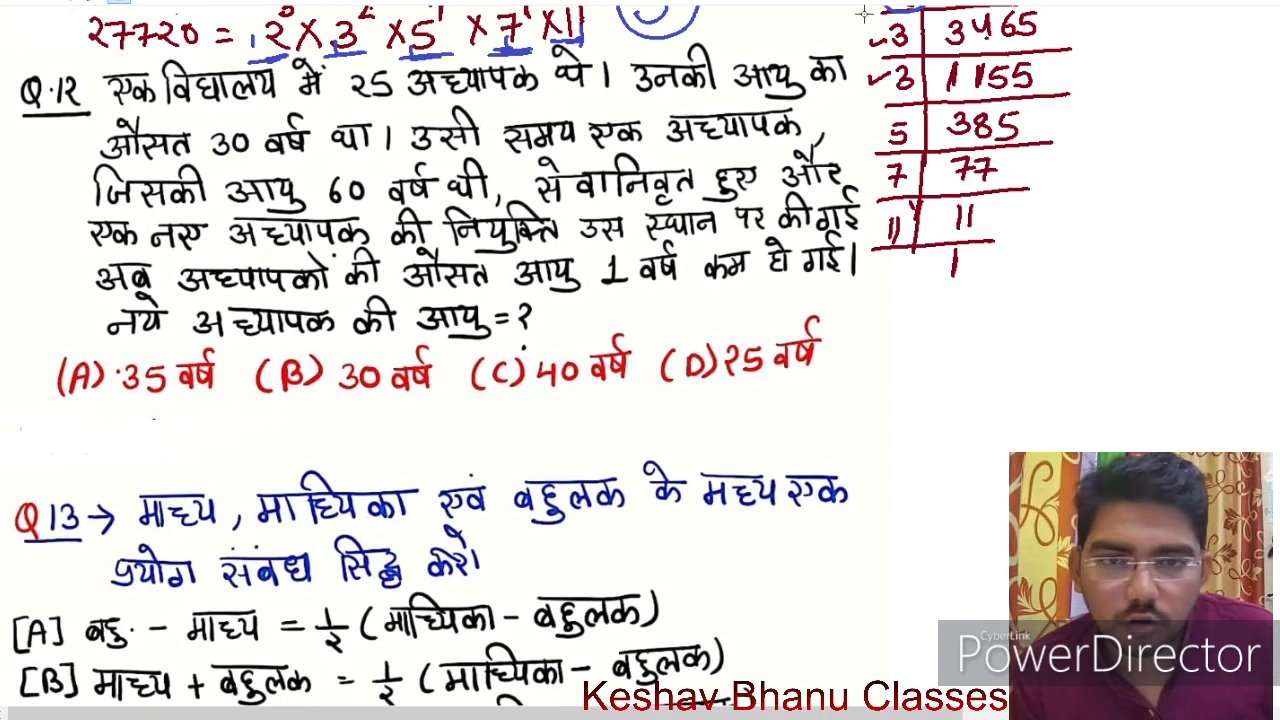 27720 = 2³ × 3² × 5¹ × 7¹ × 11
3 | 3465
3 | 1155
5 | 385
7 | 77
11 | 11
1
Q.12 एक विद्यालय में 25 अध्यापक थे। उनकी आयु का
औसत 30 वर्ष था। उसी समय एक अध्यापक,
जिसकी आयु 60 वर्ष थी, सेवानिवृत हुए और
एक नए अध्यापक की नियुक्ति उस स्थान पर की गई
अब अध्यापकों की औसत आयु 1 वर्ष कम हो गई।
नये अध्यापक की आयु = ?
(A) 35 वर्ष (B) 30 वर्ष (C) 40 वर्ष (D) 25 वर्ष
Q13 → माध्य, माध्यिका एवं बहुलक के मध्य एक
प्रयोग संबंध सिद्ध करो।
[A] बहु. - माध्य = 1/2 (माध्यिका - बहुलक)
[B] माध्य + बहुलक = 1/2 (माध्यिका - बहुलक)
Keshav Bhanu Classes
CyberLink
PowerDirector